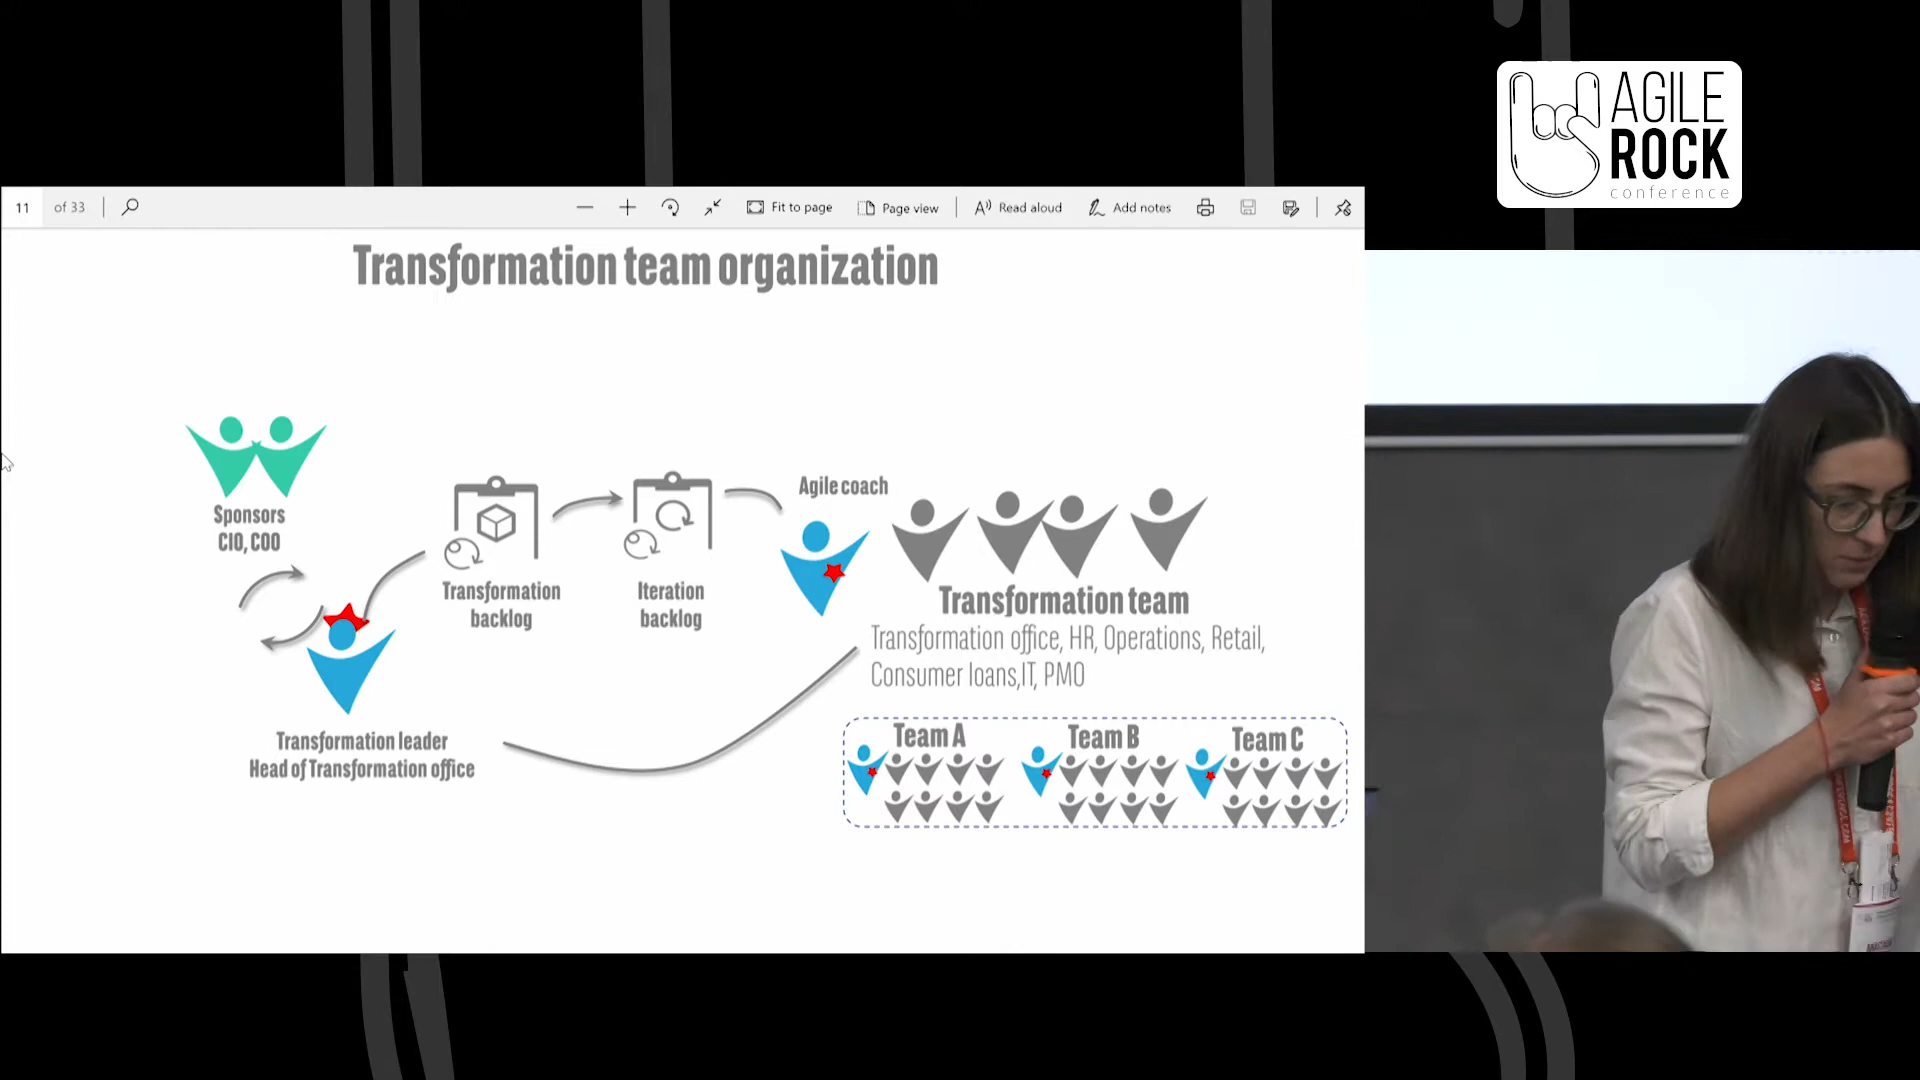 AGILE
ROCK
conference
11 of 33
Fit to page
Page view
Read aloud
Add notes
Transformation team organization
Sponsors
CIO, COO
Transformation
backlog
Iteration
backlog
Agile coach
Transformation team
Transformation office, HR, Operations, Retail,
Consumer loans,IT, PMO
Transformation leader
Head of Transformation office
Team A
Team B
Team C